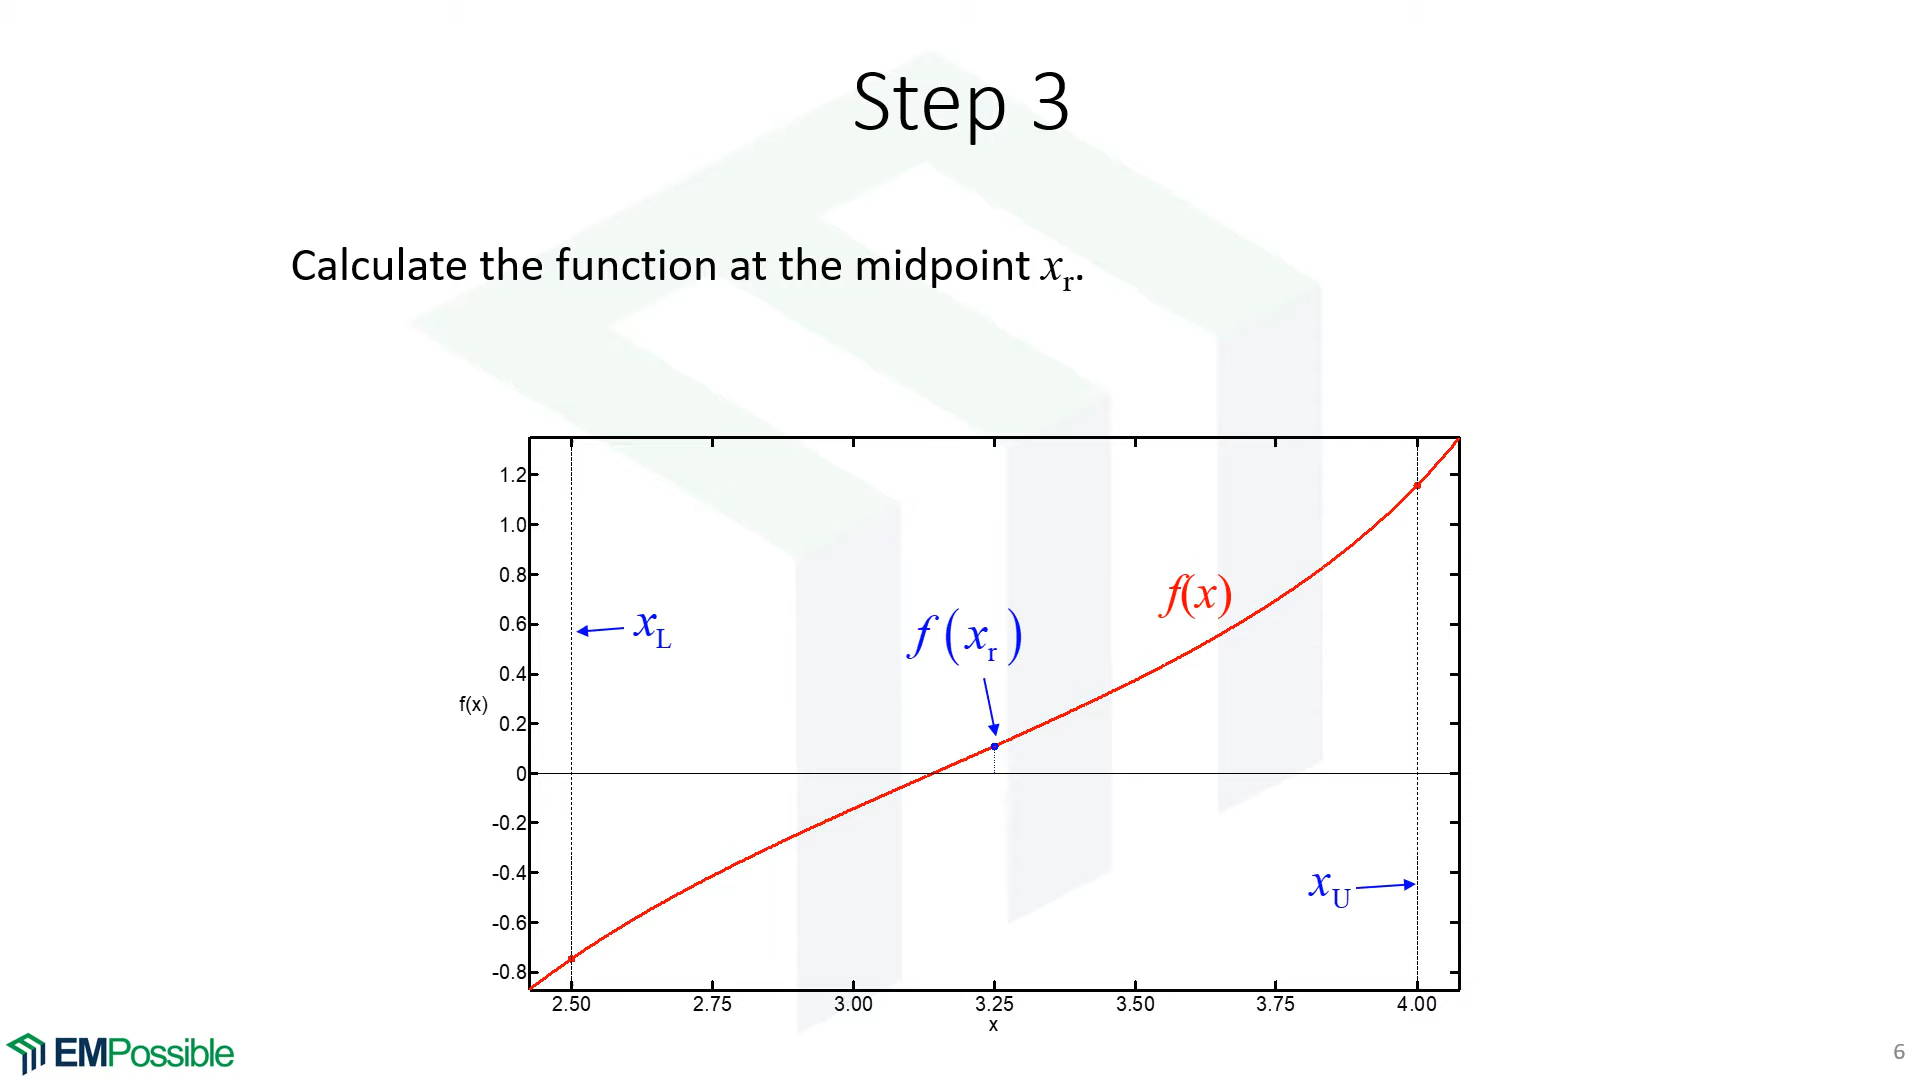 Step 3
Calculate the function at the midpoint xᵣ.
1.2
1.0
0.8
0.6
0.4
0.2
0
-0.2
-0.4
-0.6
-0.8
f(x)
x_L
f(xᵣ)
f(x)
x_U
2.50 2.75 3.00 3.25 3.50 3.75 4.00
x
EMPossible
6